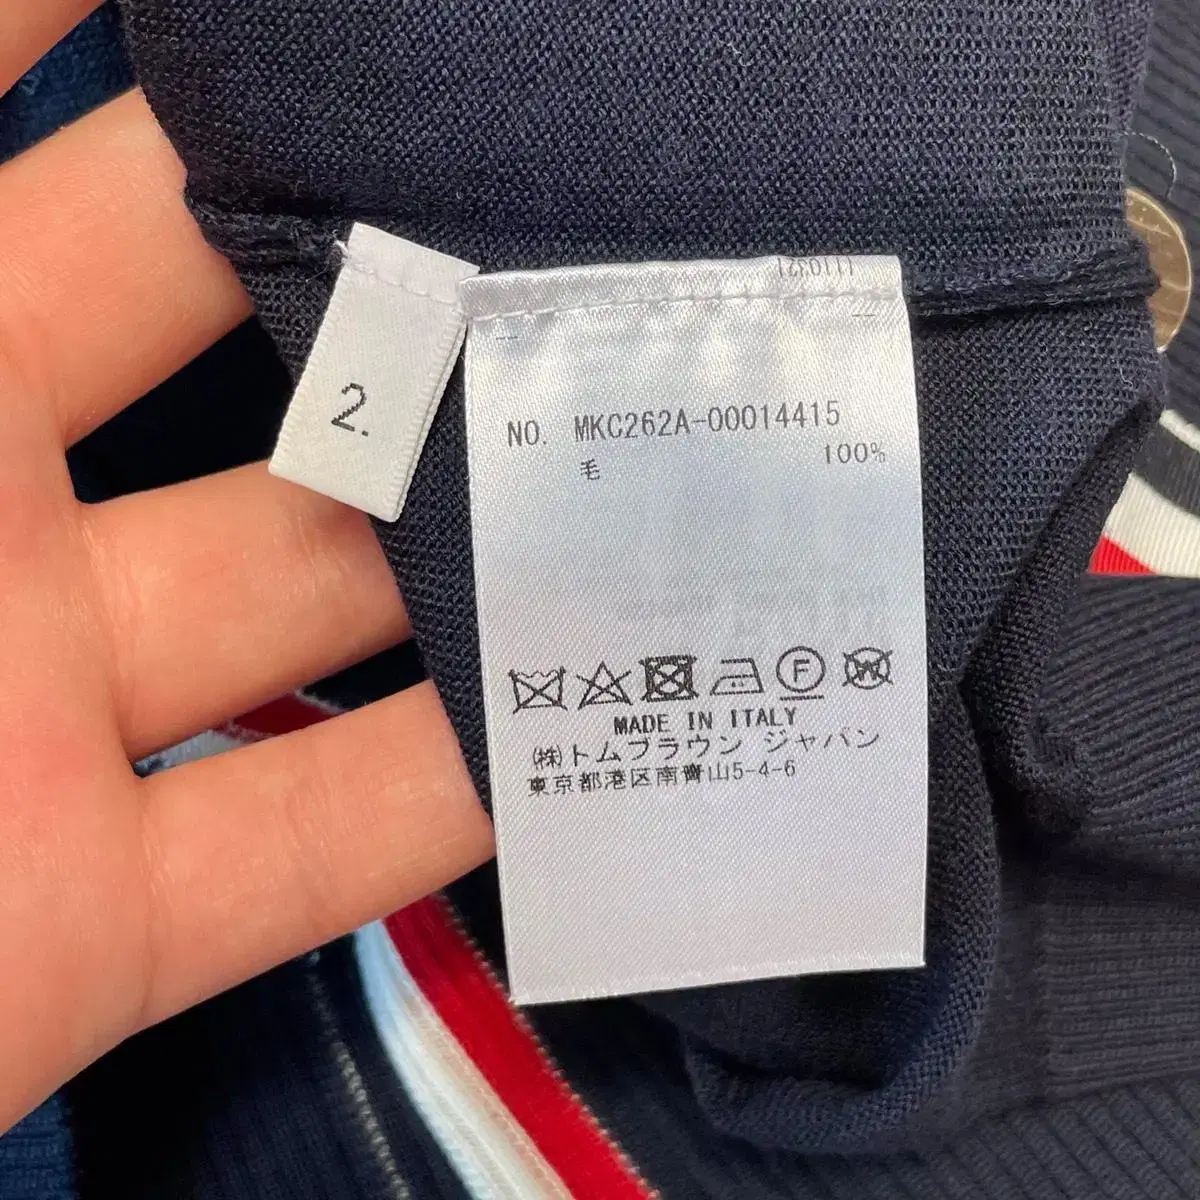 1110321
2.
NO. MKC262A-00014415
毛 100%
F W
MADE IN ITALY
㈱トムブラウン ジャパン
東京都港区南青山5-4-6